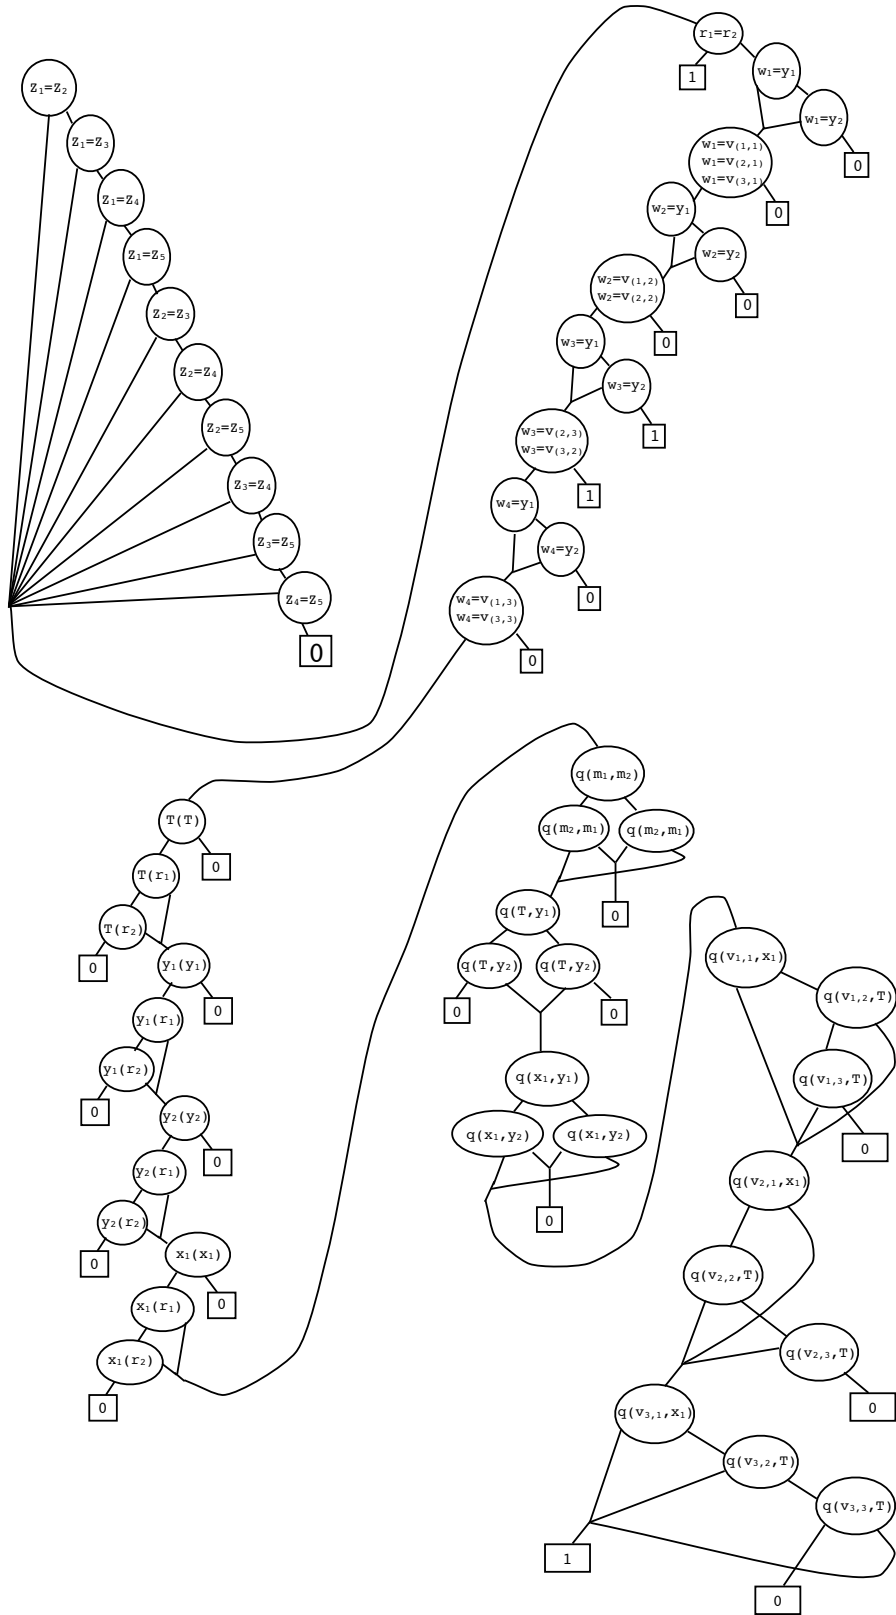 z₁=z₂
z₁=z₃
z₁=z₄
z₁=z₅
z₂=z₃
z₂=z₄
z₂=z₅
z₃=z₄
z₃=z₅
z₄=z₅
0
r₁=r₂
1
w₁=y₁
w₁=y₂
0
w₁=v₍₁,₁₎
w₁=v₍₂,₁₎
w₁=v₍₃,₁₎
0
w₂=y₁
w₂=y₂
0
w₂=v₍₁,₂₎
w₂=v₍₂,₂₎
0
w₃=y₁
w₃=y₂
1
w₃=v₍₂,₃₎
w₃=v₍₃,₂₎
1
w₄=y₁
w₄=y₂
0
w₄=v₍₁,₃₎
w₄=v₍₃,₃₎
0
T(T)
0
T(r₁)
T(r₂)
0
y₁(y₁)
0
y₁(r₁)
y₁(r₂)
0
y₂(y₂)
0
y₂(r₁)
y₂(r₂)
0
x₁(x₁)
0
x₁(r₁)
x₁(r₂)
0
q(m₁,m₂)
q(m₂,m₁)
q(m₂,m₁)
0
q(T,y₁)
q(T,y₂)
q(T,y₂)
0
0
q(x₁,y₁)
q(x₁,y₂)
q(x₁,y₂)
0
q(v₁,₁,x₁)
q(v₁,₂,T)
q(v₁,₃,T)
0
q(v₂,₁,x₁)
q(v₂,₂,T)
q(v₂,₃,T)
0
q(v₃,₁,x₁)
q(v₃,₂,T)
q(v₃,₃,T)
1
0